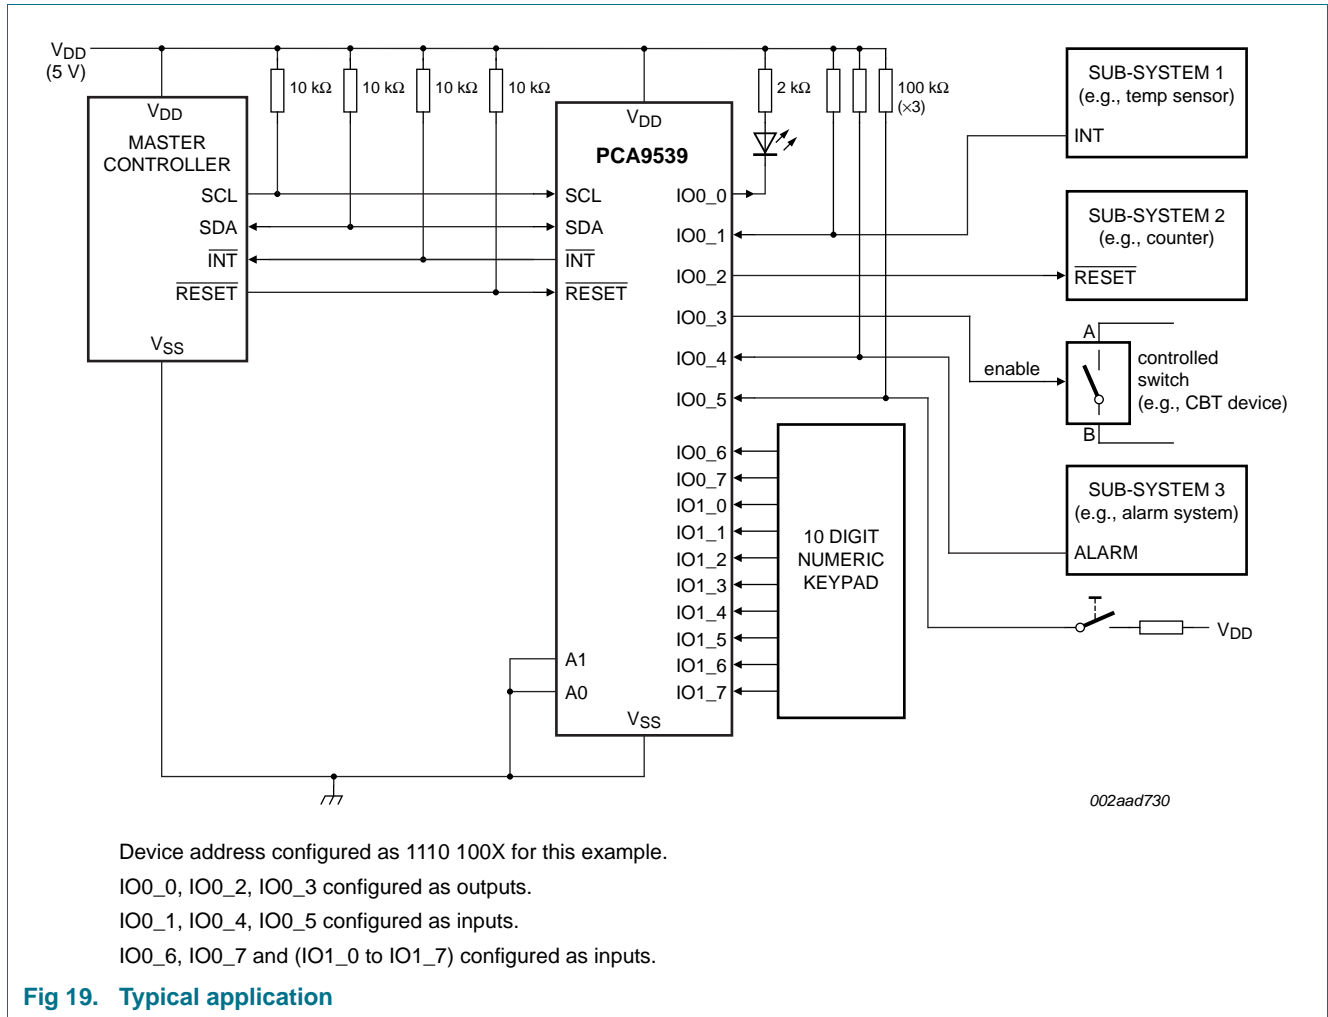 VDD
(5 V)
10 kΩ
10 kΩ
10 kΩ
10 kΩ
2 kΩ
100 kΩ
(×3)
VDD
MASTER
CONTROLLER
SCL
SDA
INT
RESET
VSS
VDD
PCA9539
SCL
SDA
INT
RESET
A1
A0
VSS
IO0_0
IO0_1
IO0_2
IO0_3
IO0_4
IO0_5
IO0_6
IO0_7
IO1_0
IO1_1
IO1_2
IO1_3
IO1_4
IO1_5
IO1_6
IO1_7
10 DIGIT
NUMERIC
KEYPAD
SUB-SYSTEM 1
(e.g., temp sensor)
INT
SUB-SYSTEM 2
(e.g., counter)
RESET
enable
A
B
controlled
switch
(e.g., CBT device)
SUB-SYSTEM 3
(e.g., alarm system)
ALARM
VDD
002aad730
Device address configured as 1110 100X for this example.
IO0_0, IO0_2, IO0_3 configured as outputs.
IO0_1, IO0_4, IO0_5 configured as inputs.
IO0_6, IO0_7 and (IO1_0 to IO1_7) configured as inputs.
Fig 19. Typical application